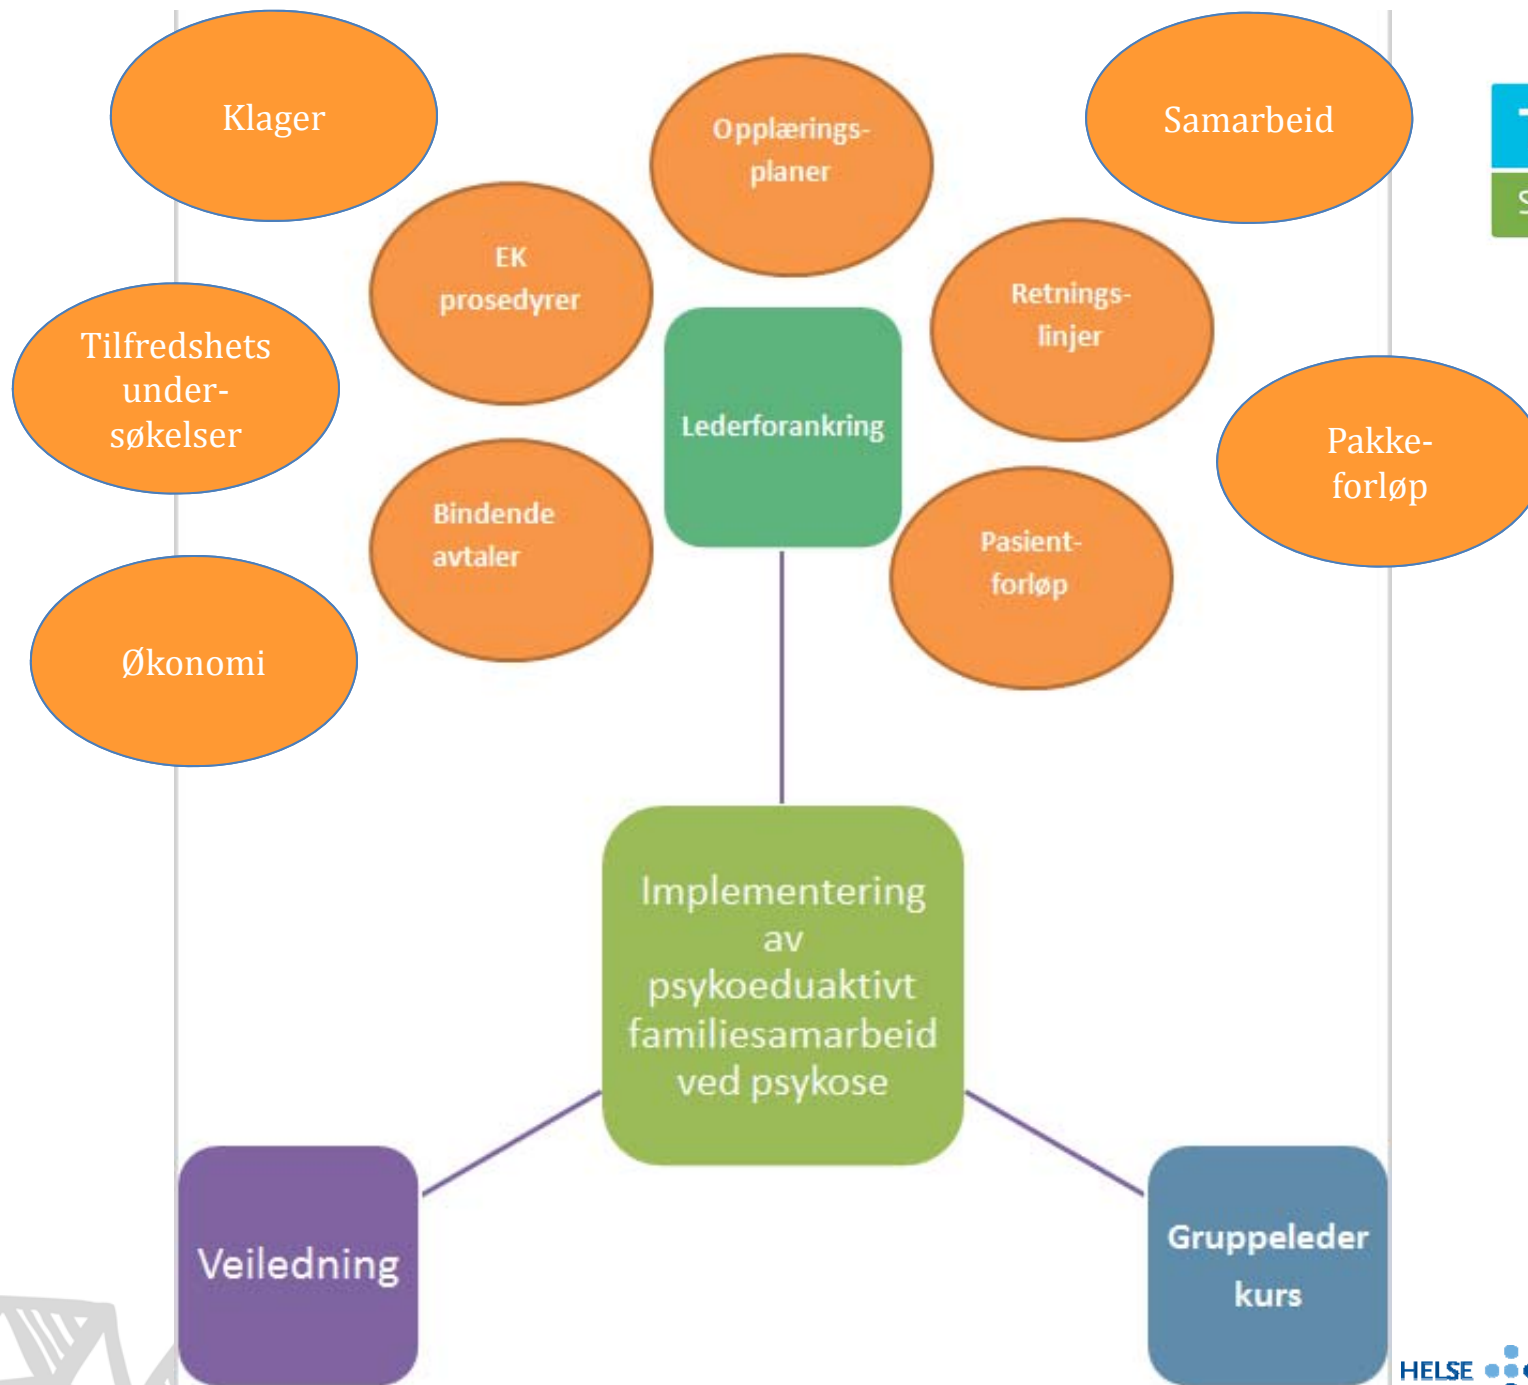 Klager
Opplærings-
planer
Samarbeid
EK
prosedyrer
Retnings-
linjer
Tilfredshets
under-
søkelser
Lederforankring
Pakke-
forløp
Bindende
avtaler
Pasient-
forløp
Økonomi
Implementering
av
psykoeduaktivt
familiesamarbeid
ved psykose
Veiledning
Gruppeleder
kurs
HELSE